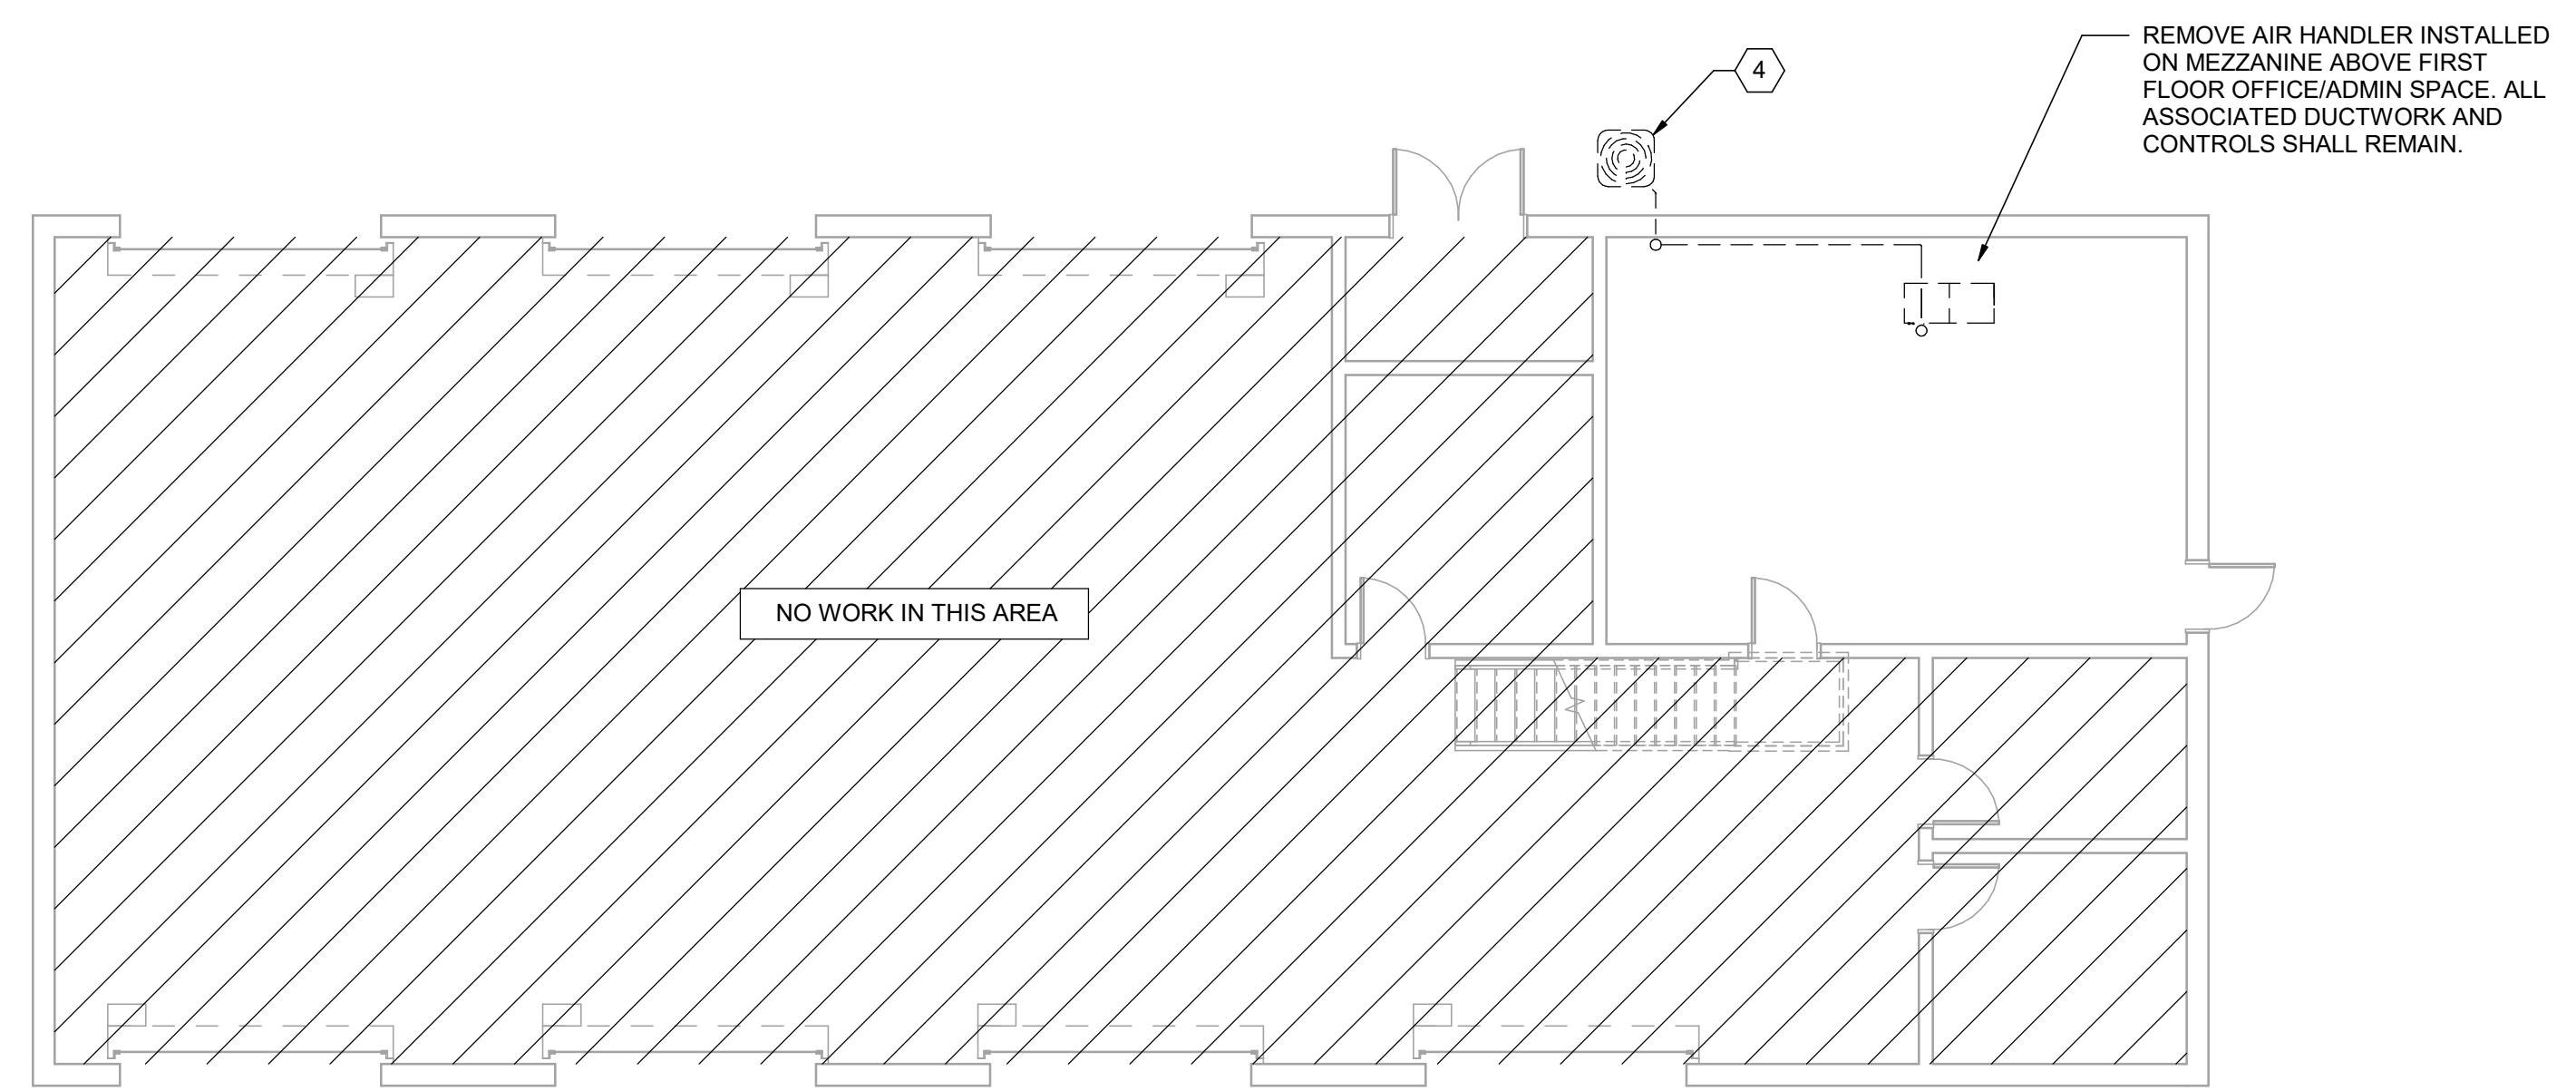 4
REMOVE AIR HANDLER INSTALLED
ON MEZZANINE ABOVE FIRST
FLOOR OFFICE/ADMIN SPACE. ALL
ASSOCIATED DUCTWORK AND
CONTROLS SHALL REMAIN.
NO WORK IN THIS AREA